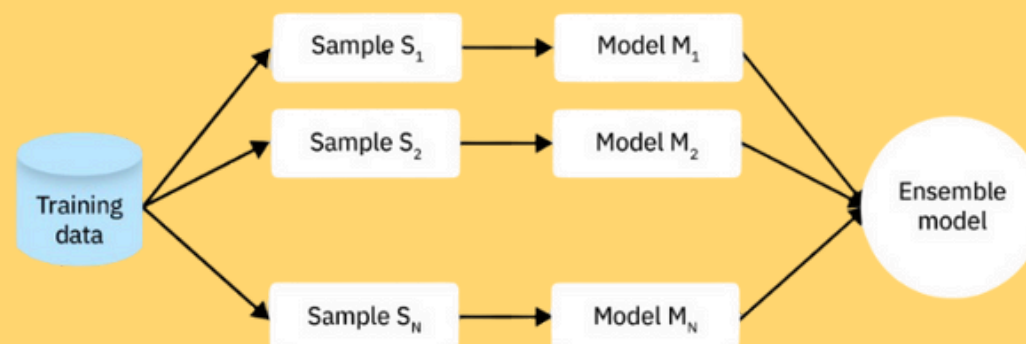 Sample S₁
Model M₁
Sample S₂
Model M₂
Training
data
Ensemble
model
Sample Sₙ
Model Mₙ